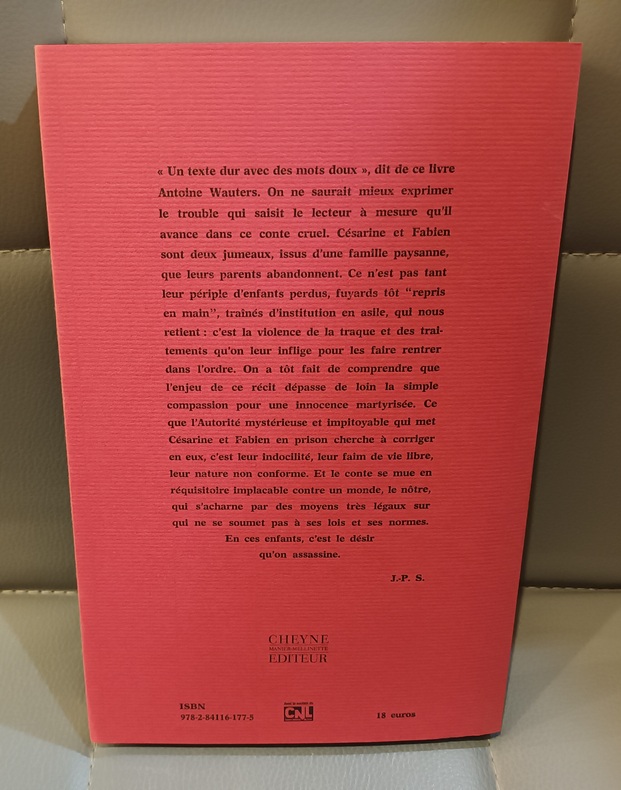 « Un texte dur avec des mots doux », dit de ce livre
Antoine Wauters. On ne saurait mieux exprimer
le trouble qui saisit le lecteur à mesure qu'il
avance dans ce conte cruel. Césarine et Fabien
sont deux jumeaux, issus d'une famille paysanne,
que leurs parents abandonnent. Ce n'est pas tant
leur périple d'enfants perdus, fuyards tôt "repris
en main", traînés d'institution en asile, qui nous
retient : c'est la violence de la traque et des trai-
tements qu'on leur inflige pour les faire rentrer
dans l'ordre. On a tôt fait de comprendre que
l'enjeu de ce récit dépasse de loin la simple
compassion pour une innocence martyrisée. Ce
que l'Autorité mystérieuse et impitoyable qui met
Césarine et Fabien en prison cherche à corriger
en eux, c'est leur indocilité, leur faim de vie libre,
leur nature non conforme. Et le conte se mue en
réquisitoire implacable contre un monde, le nôtre,
qui s'acharne par des moyens très légaux sur
qui ne se soumet pas à ses lois et ses normes.
En ces enfants, c'est le désir
qu'on assassine.
J.-P. S.
CHEYNE
EDITEUR
ISBN
978-2-84116-177-5
CNL
18 euros